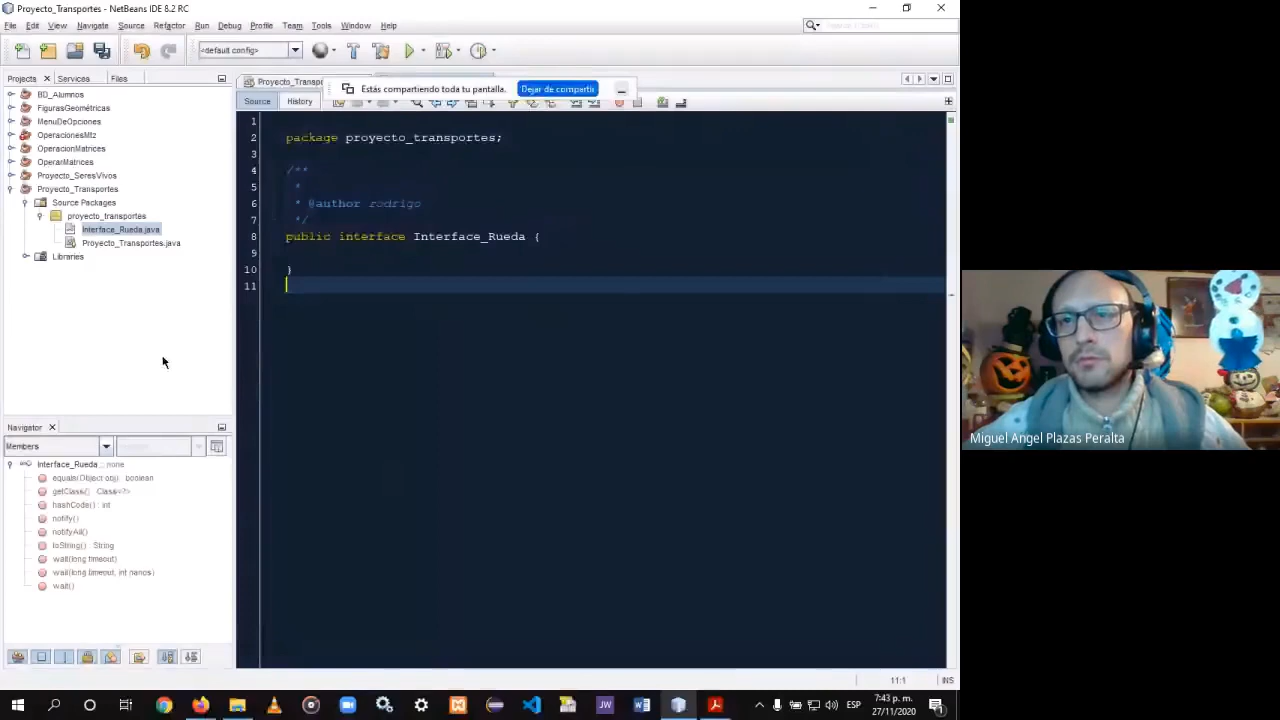 Proyecto_Transportes - NetBeans IDE 8.2 RC
File Edit View Navigate Source Refactor Run Debug Profile Team Tools Window Help
<default config>
Projects Services Files
Proyecto_Transpo
Estás compartiendo toda tu pantalla. Dejar de compartir
Source History
BD_Alumnos
FigurasGeométricas
MenuDeOpciones
OperacionesMtz
OperacionMatrices
OperarMatrices
Proyecto_SeresVivos
Proyecto_Transportes
Source Packages
proyecto_transportes
Interface_Rueda.java
Proyecto_Transportes.java
Libraries
1
2 package proyecto_transportes;
3
4 /**
5 *
6 * @author rodrigo
7 */
8 public interface Interface_Rueda {
9
10 }
11
Navigator
Members
Interface_Rueda :: none
equals(Object obj) : boolean
getClass() : Class<?>
hashCode() : int
notify()
notifyAll()
toString() : String
wait(long timeout)
wait(long timeout, int nanos)
wait()
Miguel Angel Plazas Peralta
11:1 INS
JW
ESP
7:43 p. m.
27/11/2020
1